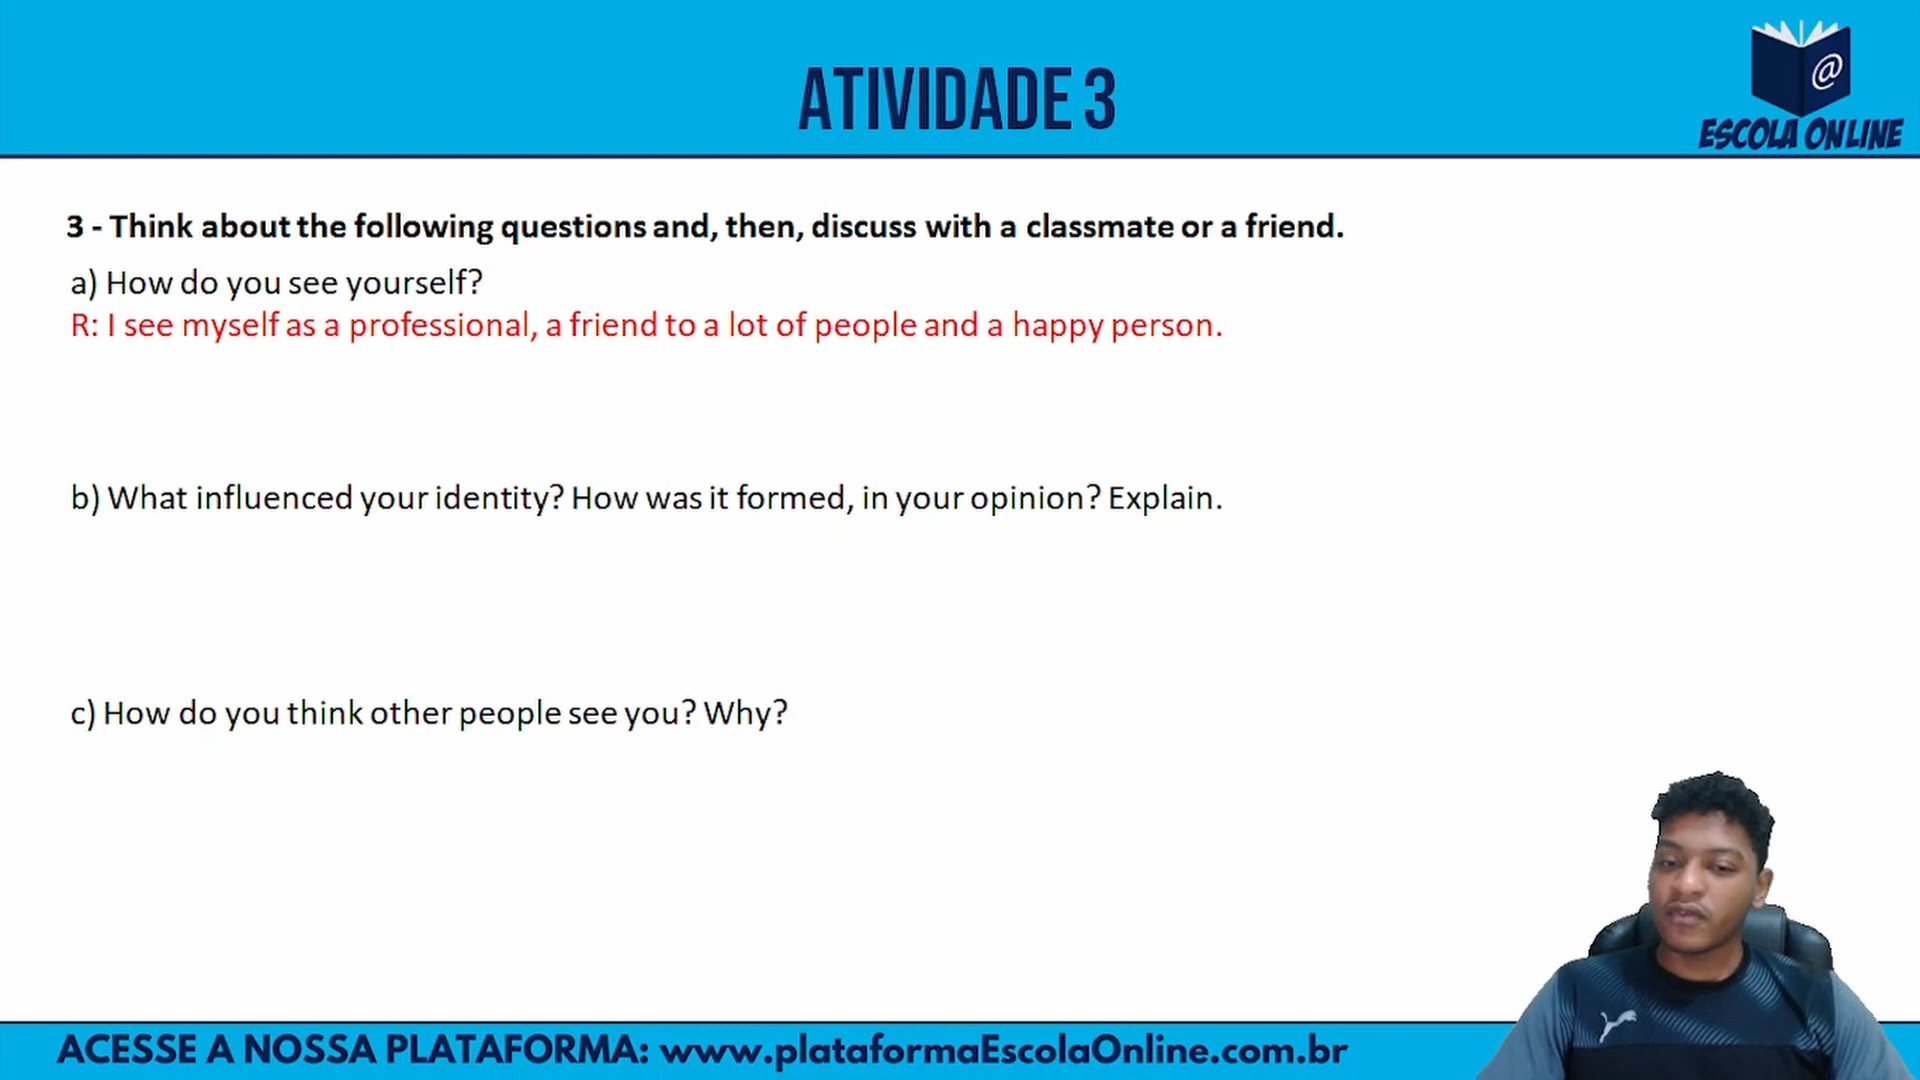 ATIVIDADE 3
@
ESCOLA ONLINE
3 - Think about the following questions and, then, discuss with a classmate or a friend.
a) How do you see yourself?
R: I see myself as a professional, a friend to a lot of people and a happy person.
b) What influenced your identity? How was it formed, in your opinion? Explain.
c) How do you think other people see you? Why?
ACESSE A NOSSA PLATAFORMA: www.plataformaEscolaOnline.com.br